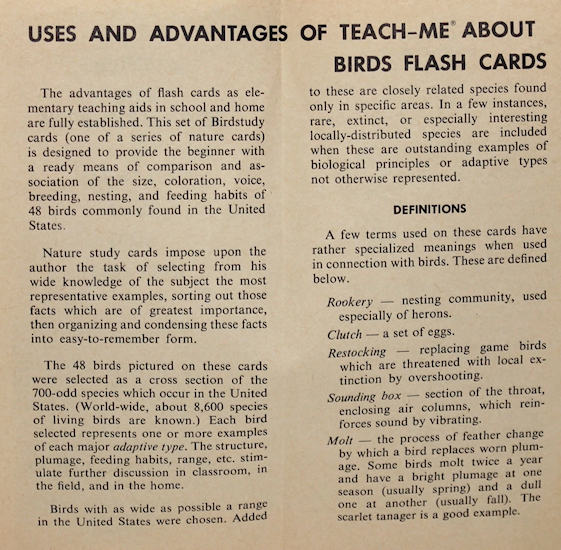 USES AND ADVANTAGES OF TEACH-ME® ABOUT
BIRDS FLASH CARDS
The advantages of flash cards as ele-
mentary teaching aids in school and home
are fully established. This set of Birdstudy
cards (one of a series of nature cards)
is designed to provide the beginner with
a ready means of comparison and as-
sociation of the size, coloration, voice,
breeding, nesting, and feeding habits of
48 birds commonly found in the United
States.
Nature study cards impose upon the
author the task of selecting from his
wide knowledge of the subject the most
representative examples, sorting out those
facts which are of greatest importance,
then organizing and condensing these facts
into easy-to-remember form.
The 48 birds pictured on these cards
were selected as a cross section of the
700-odd species which occur in the United
States. (World-wide, about 8,600 species
of living birds are known.) Each bird
selected represents one or more examples
of each major adaptive type. The structure,
plumage, feeding habits, range, etc. stim-
ulate further discussion in classroom, in
the field, and in the home.
Birds with as wide as possible a range
in the United States were chosen. Added
to these are closely related species found
only in specific areas. In a few instances,
rare, extinct, or especially interesting
locally-distributed species are included
when these are outstanding examples of
biological principles or adaptive types
not otherwise represented.
DEFINITIONS
A few terms used on these cards have
rather specialized meanings when used
in connection with birds. These are defined
below.
Rookery — nesting community, used
especially of herons.
Clutch — a set of eggs.
Restocking — replacing game birds
which are threatened with local ex-
tinction by overshooting.
Sounding box — section of the throat,
enclosing air columns, which rein-
forces sound by vibrating.
Molt — the process of feather change
by which a bird replaces worn plum-
age. Some birds molt twice a year
and have a bright plumage at one
season (usually spring) and a dull
one at another (usually fall). The
scarlet tanager is a good example.